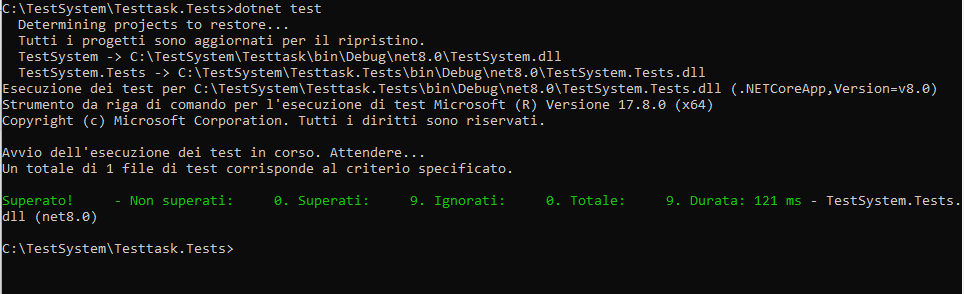 C:\TestSystem\Testtask.Tests>dotnet test
  Determining projects to restore...
  Tutti i progetti sono aggiornati per il ripristino.
  TestSystem -> C:\TestSystem\Testtask\bin\Debug\net8.0\TestSystem.dll
  TestSystem.Tests -> C:\TestSystem\Testtask.Tests\bin\Debug\net8.0\TestSystem.Tests.dll
Esecuzione dei test per C:\TestSystem\Testtask.Tests\bin\Debug\net8.0\TestSystem.Tests.dll (.NETCoreApp,Version=v8.0)
Strumento da riga di comando per l'esecuzione di test Microsoft (R) Versione 17.8.0 (x64)
Copyright (c) Microsoft Corporation. Tutti i diritti sono riservati.

Avvio dell'esecuzione dei test in corso. Attendere...
Un totale di 1 file di test corrisponde al criterio specificato.

Superato!     - Non superati:     0. Superati:     9. Ignorati:     0. Totale:     9. Durata: 121 ms - TestSystem.Tests.
dll (net8.0)

C:\TestSystem\Testtask.Tests>